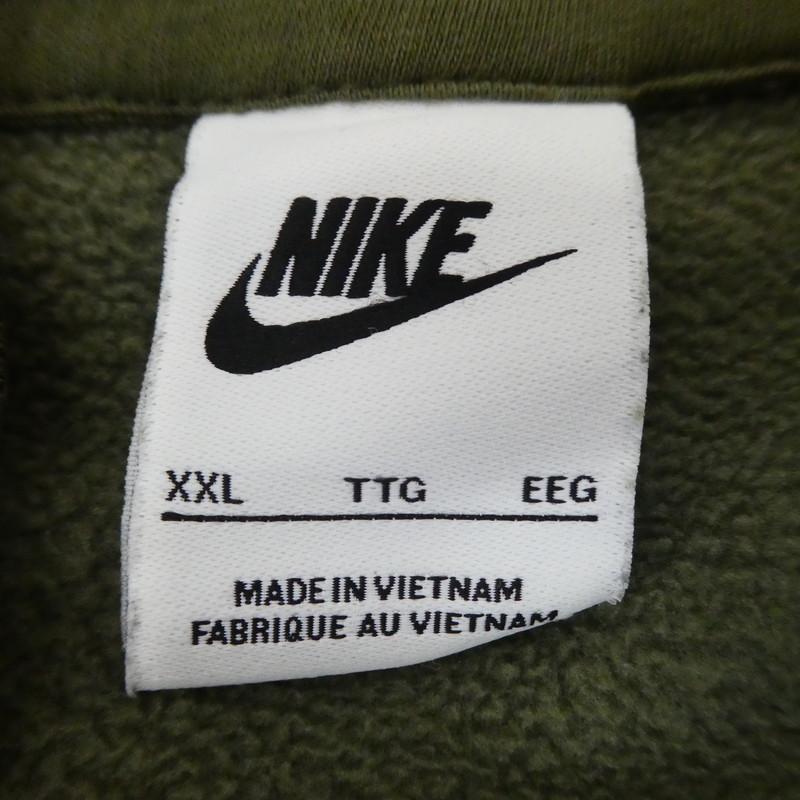 NIKE
XXL TTG EEG
MADE IN VIETNAM
FABRIQUE AU VIETNAM